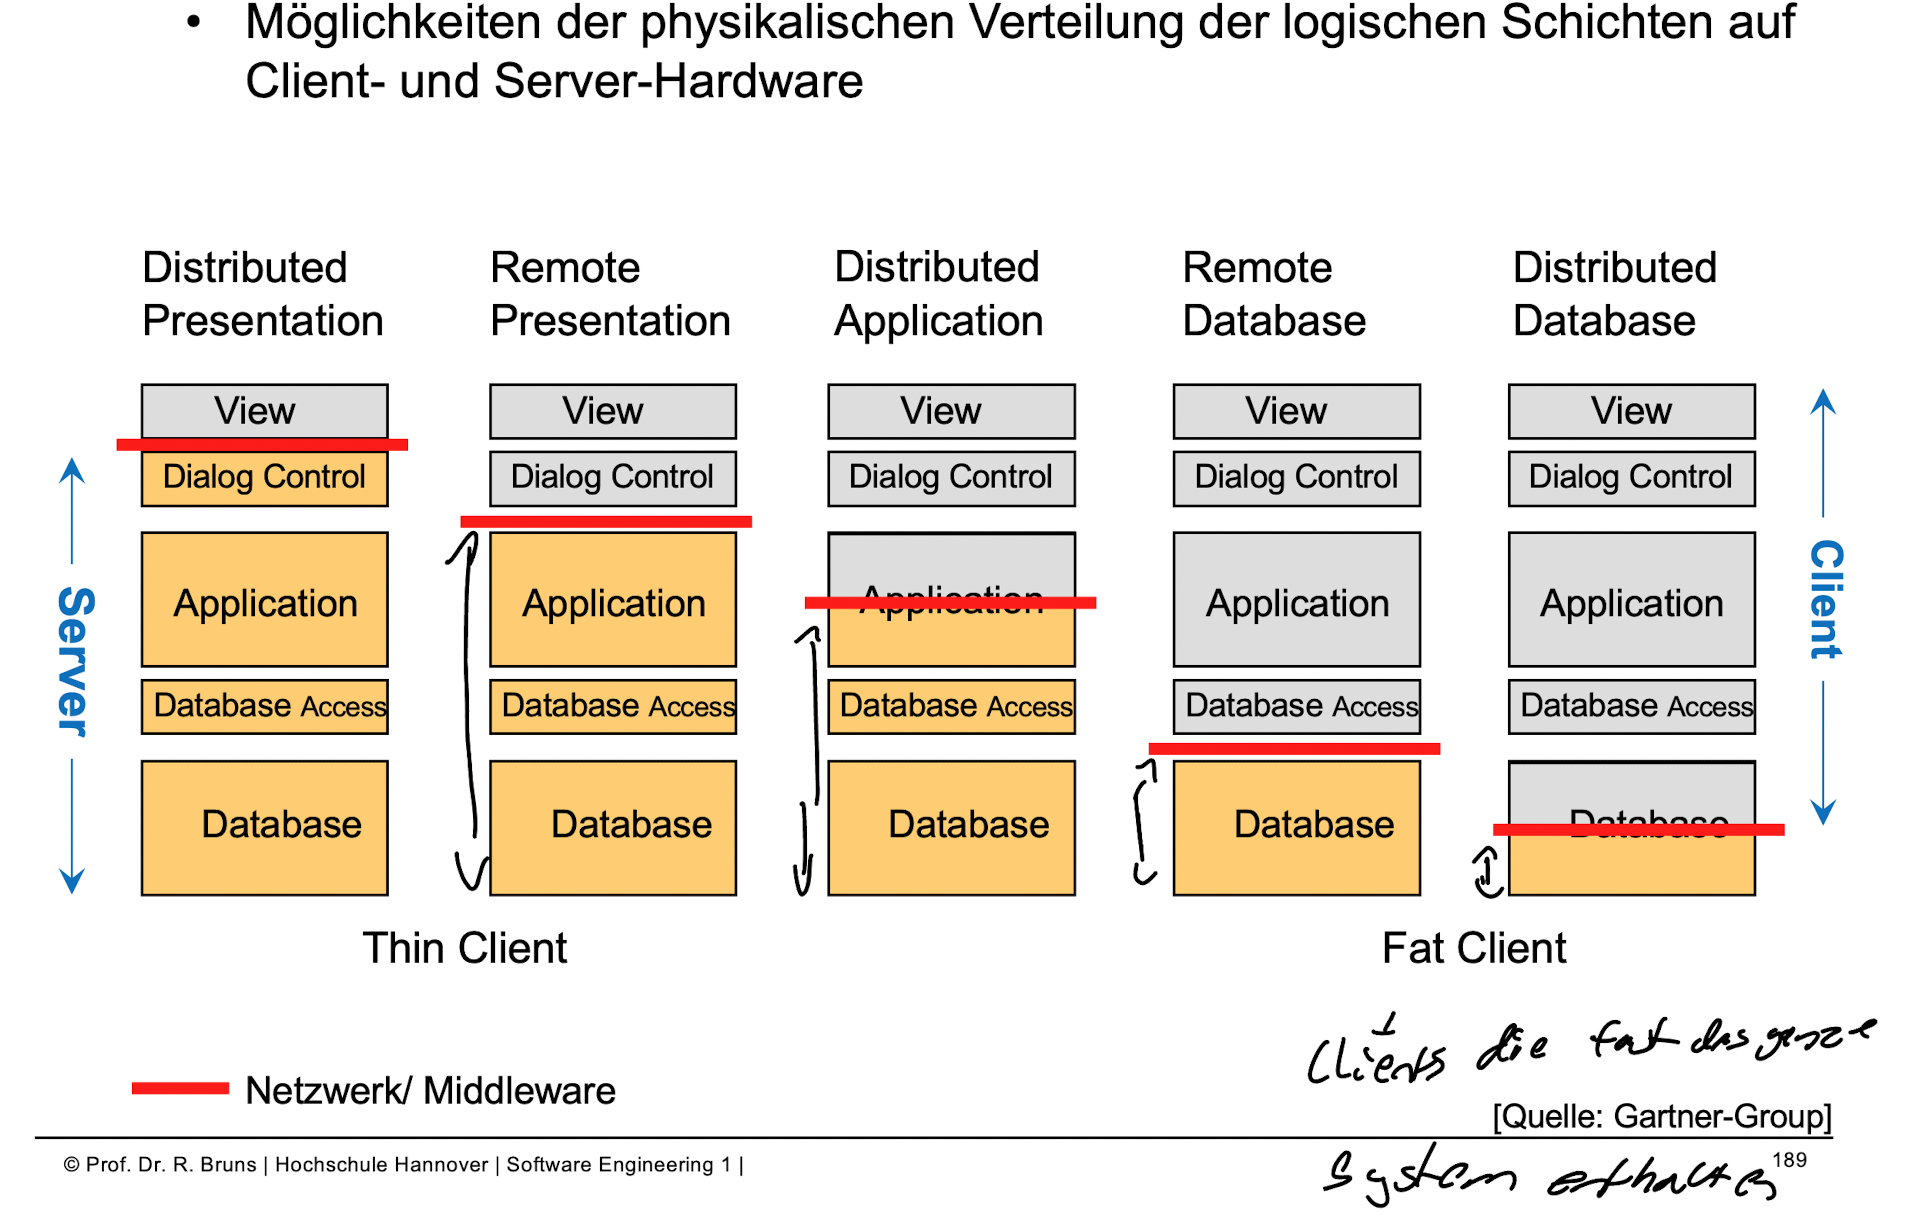 • Möglichkeiten der physikalischen Verteilung der logischen Schichten auf
Client- und Server-Hardware
Distributed
Presentation
Remote
Presentation
Distributed
Application
Remote
Database
Distributed
Database
View
View
View
View
View
Dialog Control
Dialog Control
Dialog Control
Dialog Control
Dialog Control
Application
Application
Application
Application
Application
Database Access
Database Access
Database Access
Database Access
Database Access
Database
Database
Database
Database
Database
Server
Client
Thin Client
Fat Client
Clients die fast das ganze
Netzwerk/ Middleware
[Quelle: Gartner-Group]
© Prof. Dr. R. Bruns | Hochschule Hannover | Software Engineering 1 |
189
System enthalten